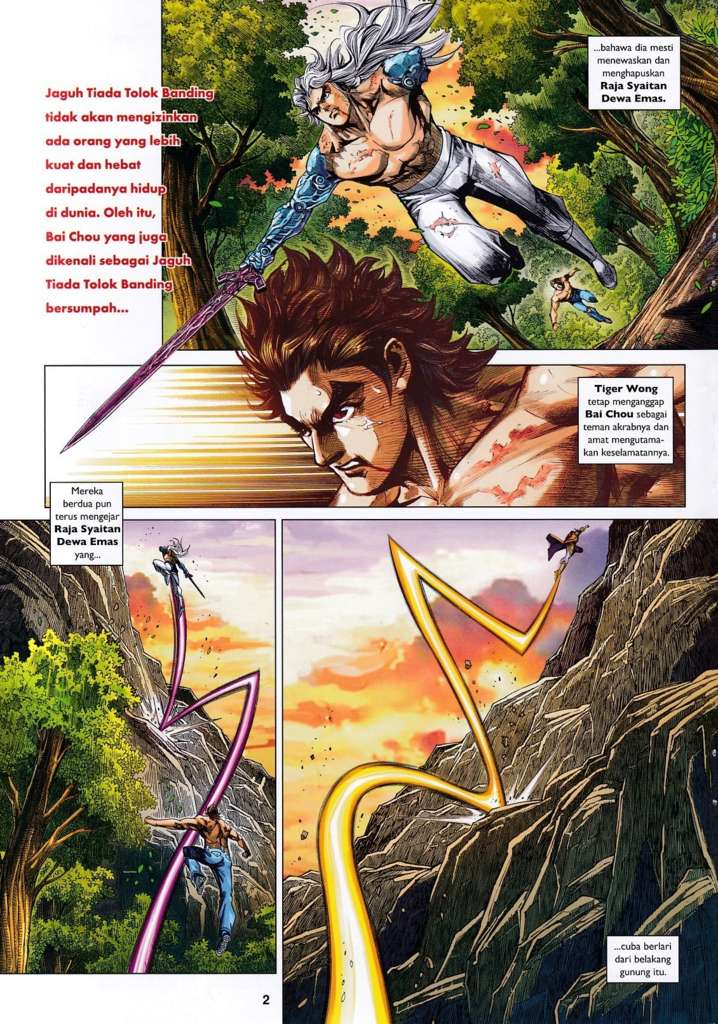 Jaguh Tiada Tolok Banding
tidak akan mengizinkan
ada orang yang lebih
kuat dan hebat
daripadanya hidup
di dunia. Oleh itu,
Bai Chou yang juga
dikenali sebagai Jaguh
Tiada Tolok Banding
bersumpah...
...bahawa dia mesti
menewaskan dan
menghapuskan
Raja Syaitan
Dewa Emas.
Tiger Wong
tetap menganggap
Bai Chou sebagai
teman akrabnya dan
amat mengutama-
kan keselamatannya.
Mereka
berdua pun
terus mengejar
Raja Syaitan
Dewa Emas
yang...
...cuba berlari
dari belakang
gunung itu.
2